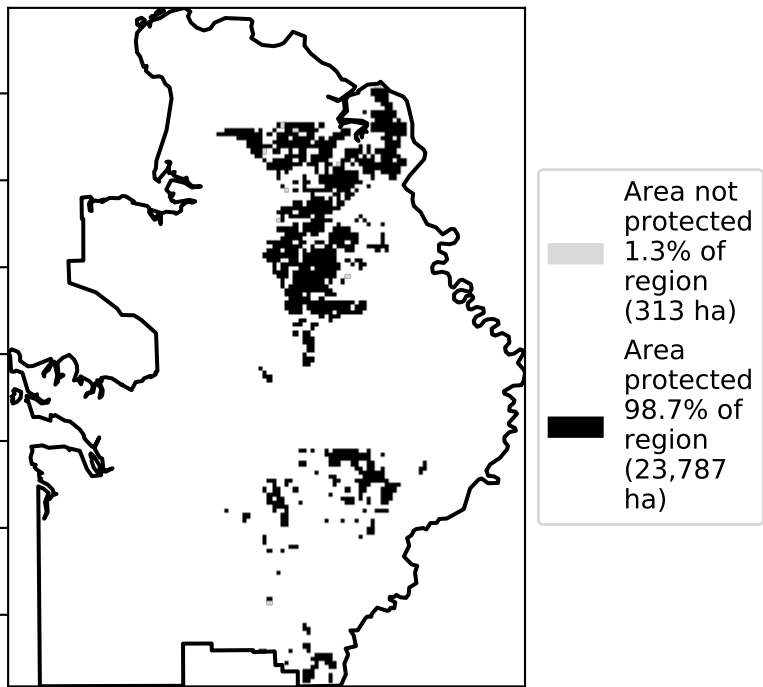 Area not
protected
1.3% of
region
(313 ha)
Area
protected
98.7% of
region
(23,787
ha)